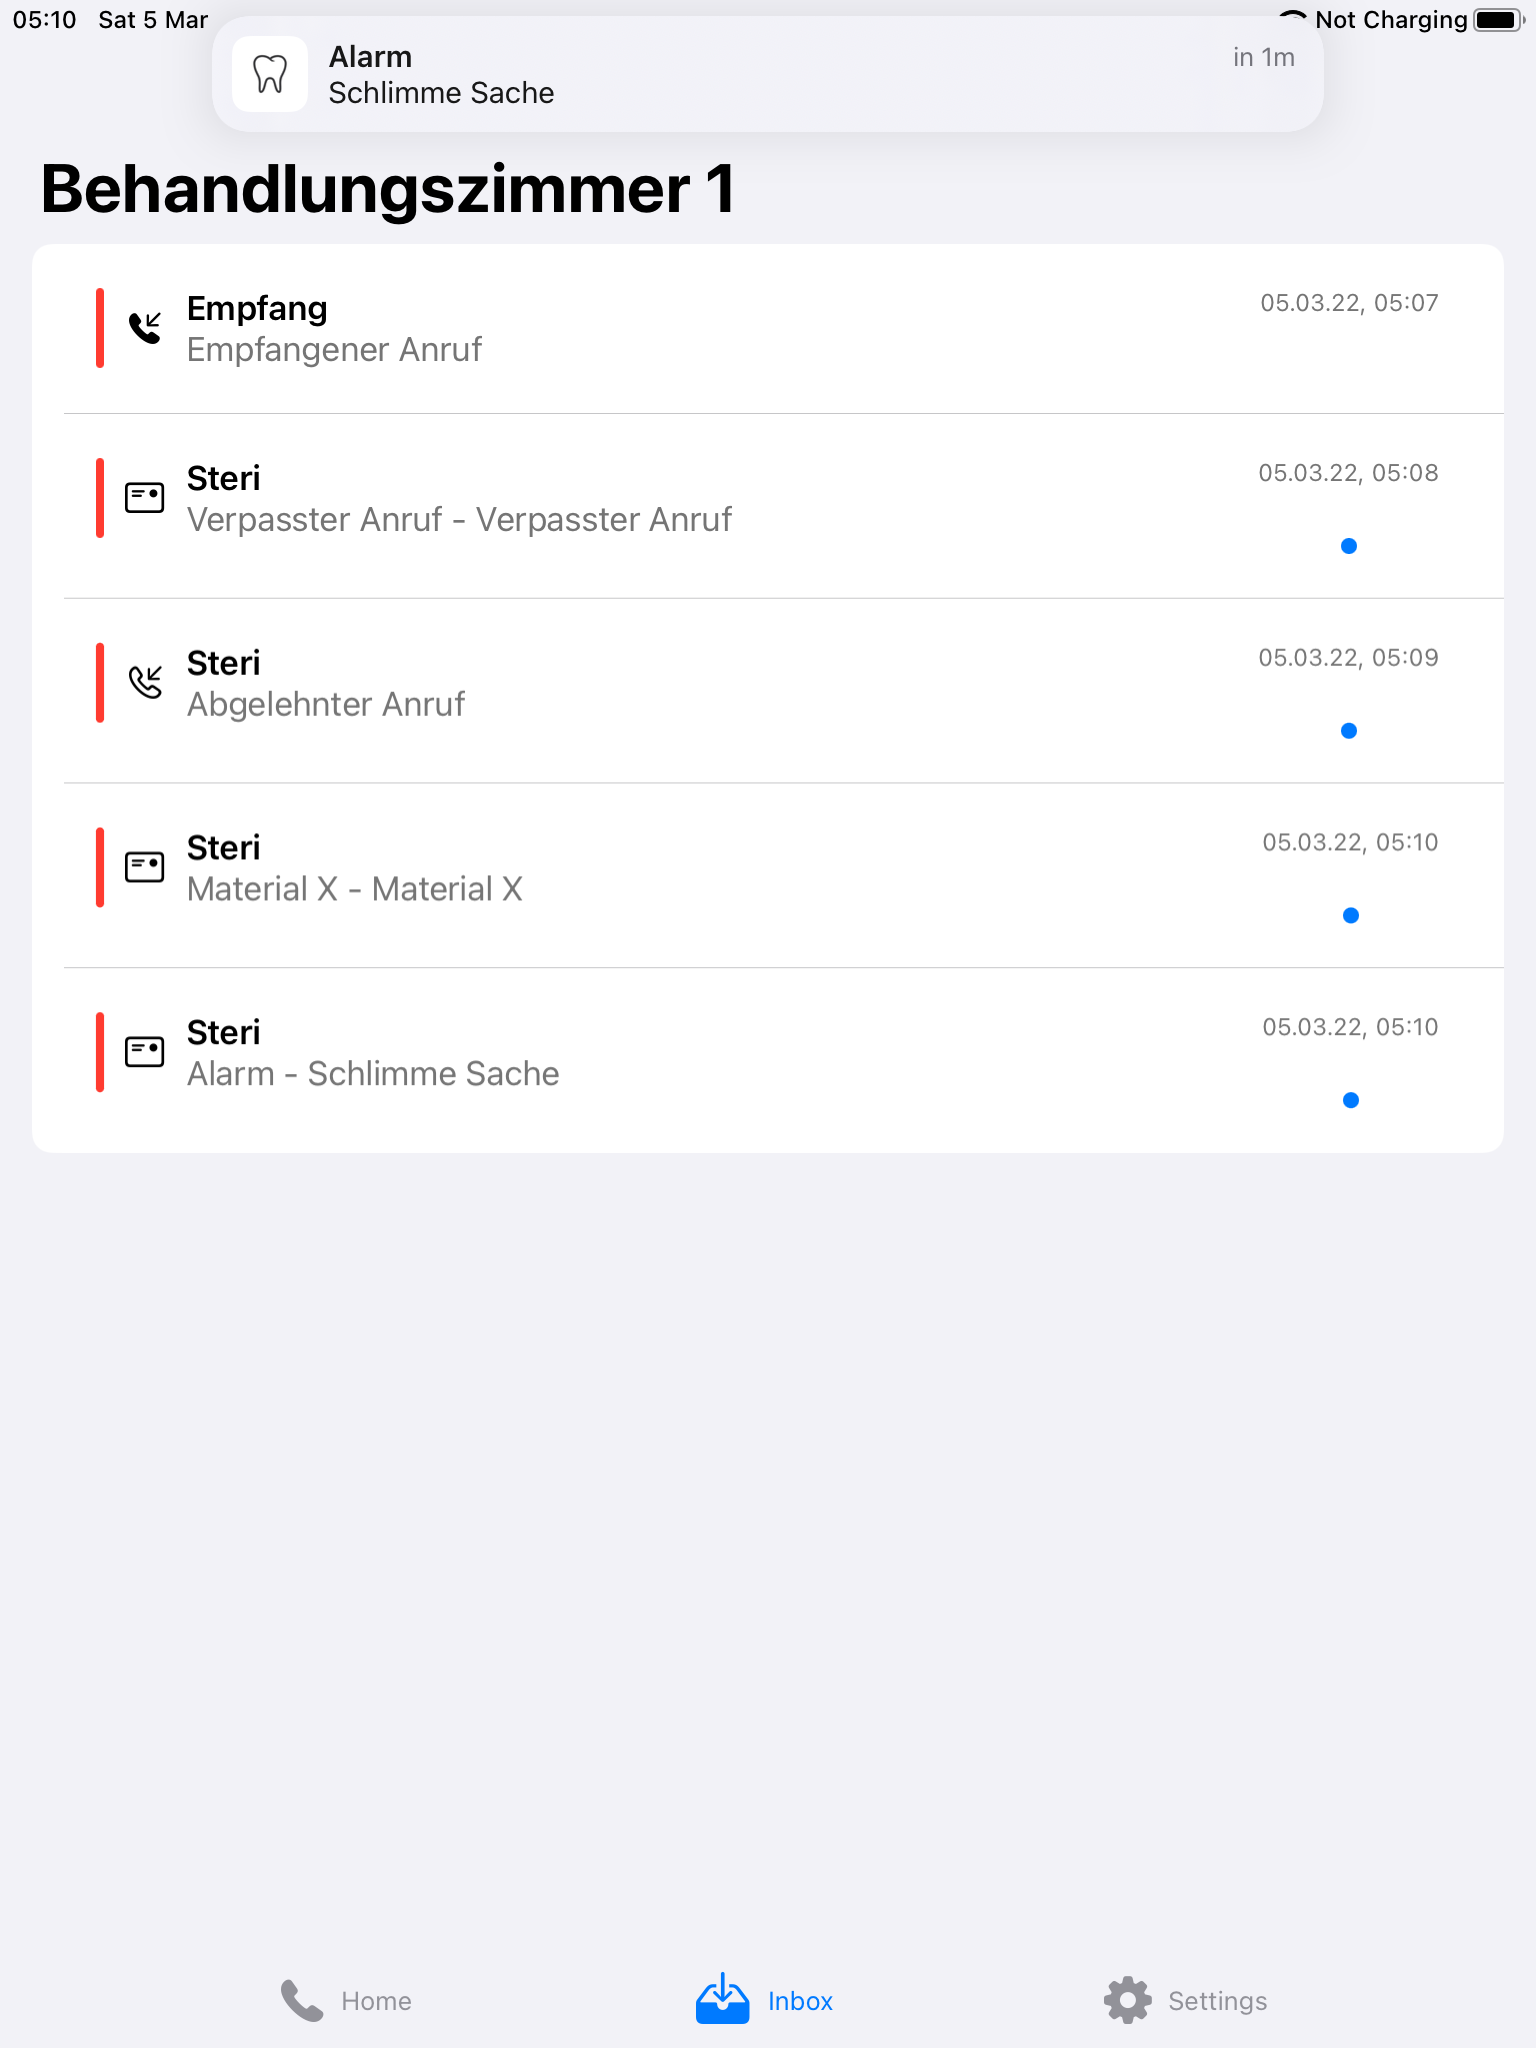 05:10 Sat 5 Mar
Not Charging
Alarm
in 1m
Schlimme Sache
Behandlungszimmer 1
Empfang
05.03.22, 05:07
Empfangener Anruf
Steri
05.03.22, 05:08
Verpasster Anruf - Verpasster Anruf
Steri
05.03.22, 05:09
Abgelehnter Anruf
Steri
05.03.22, 05:10
Material X - Material X
Steri
05.03.22, 05:10
Alarm - Schlimme Sache
Home
Inbox
Settings